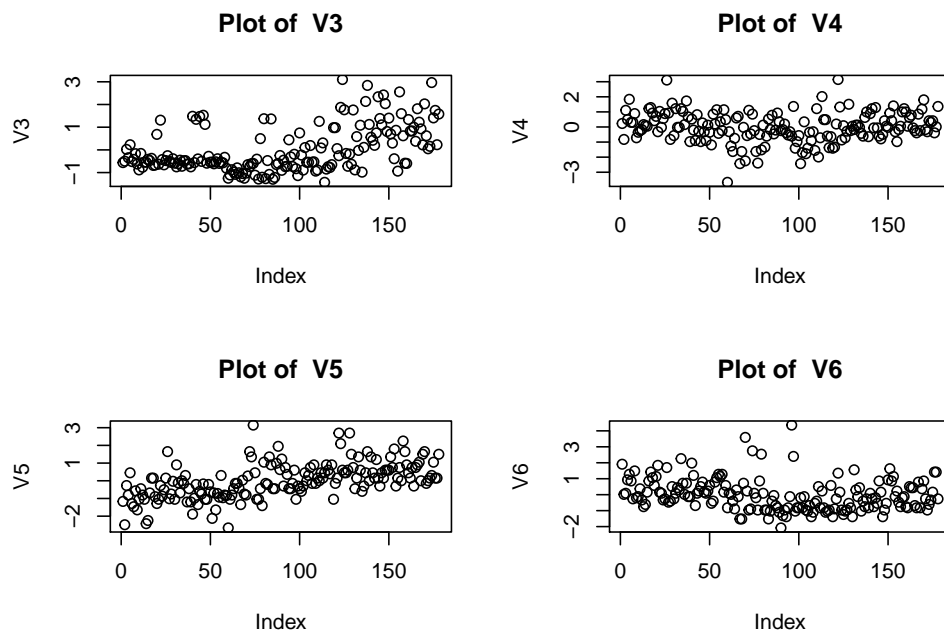 Plot of V3
V3
3
1
−1
0 50 100 150
Index
Plot of V4
V4
2
0
−3
0 50 100 150
Index
Plot of V5
V5
3
1
−2
0 50 100 150
Index
Plot of V6
V6
3
1
−2
0 50 100 150
Index